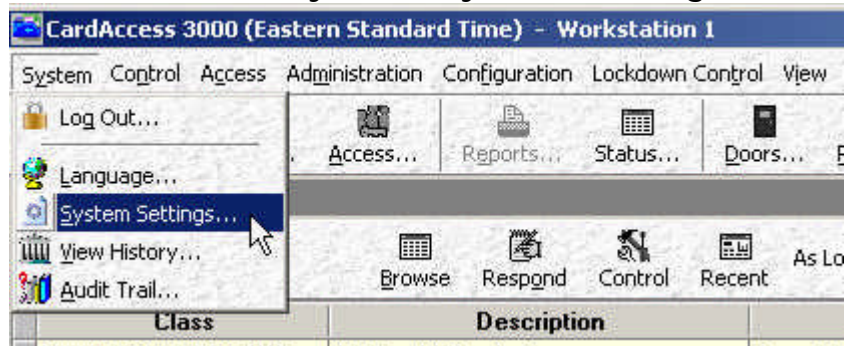 CardAccess 3000 (Eastern Standard Time) - Workstation 1
System Control Access Administration Configuration Lockdown Control View
Log Out...
Access... Reports... Status... Doors...
Language...
System Settings...
View History...
Browse Respond Control Recent As Lo
Audit Trail...
Class Description